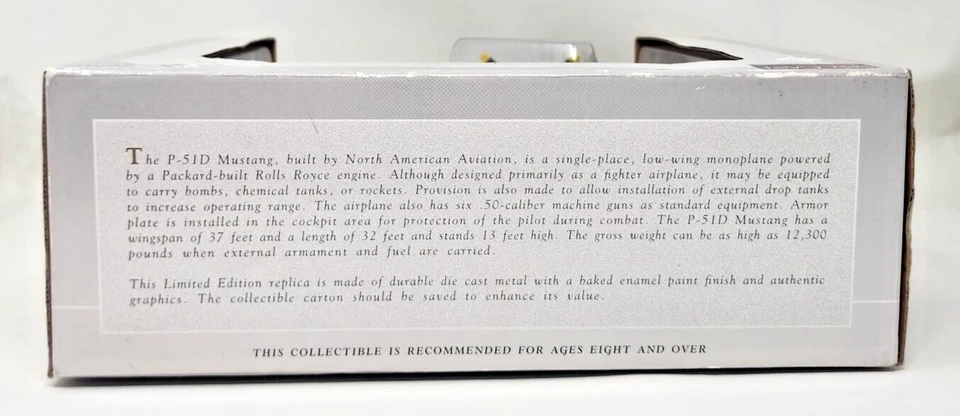 The P-51D Mustang, built by North American Aviation, is a single-place, low-wing monoplane powered
by a Packard-built Rolls Royce engine. Although designed primarily as a fighter airplane, it may be equipped
to carry bombs, chemical tanks, or rockets. Provision is also made to allow installation of external drop tanks
to increase operating range. The airplane also has six .50-caliber machine guns as standard equipment. Armor
plate is installed in the cockpit area for protection of the pilot during combat. The P-51D Mustang has a
wingspan of 37 feet and a length of 32 feet and stands 13 feet high. The gross weight can be as high as 12,300
pounds when external armament and fuel are carried.
This Limited Edition replica is made of durable die cast metal with a baked enamel paint finish and authentic
graphics. The collectible carton should be saved to enhance its value.
THIS COLLECTIBLE IS RECOMMENDED FOR AGES EIGHT AND OVER